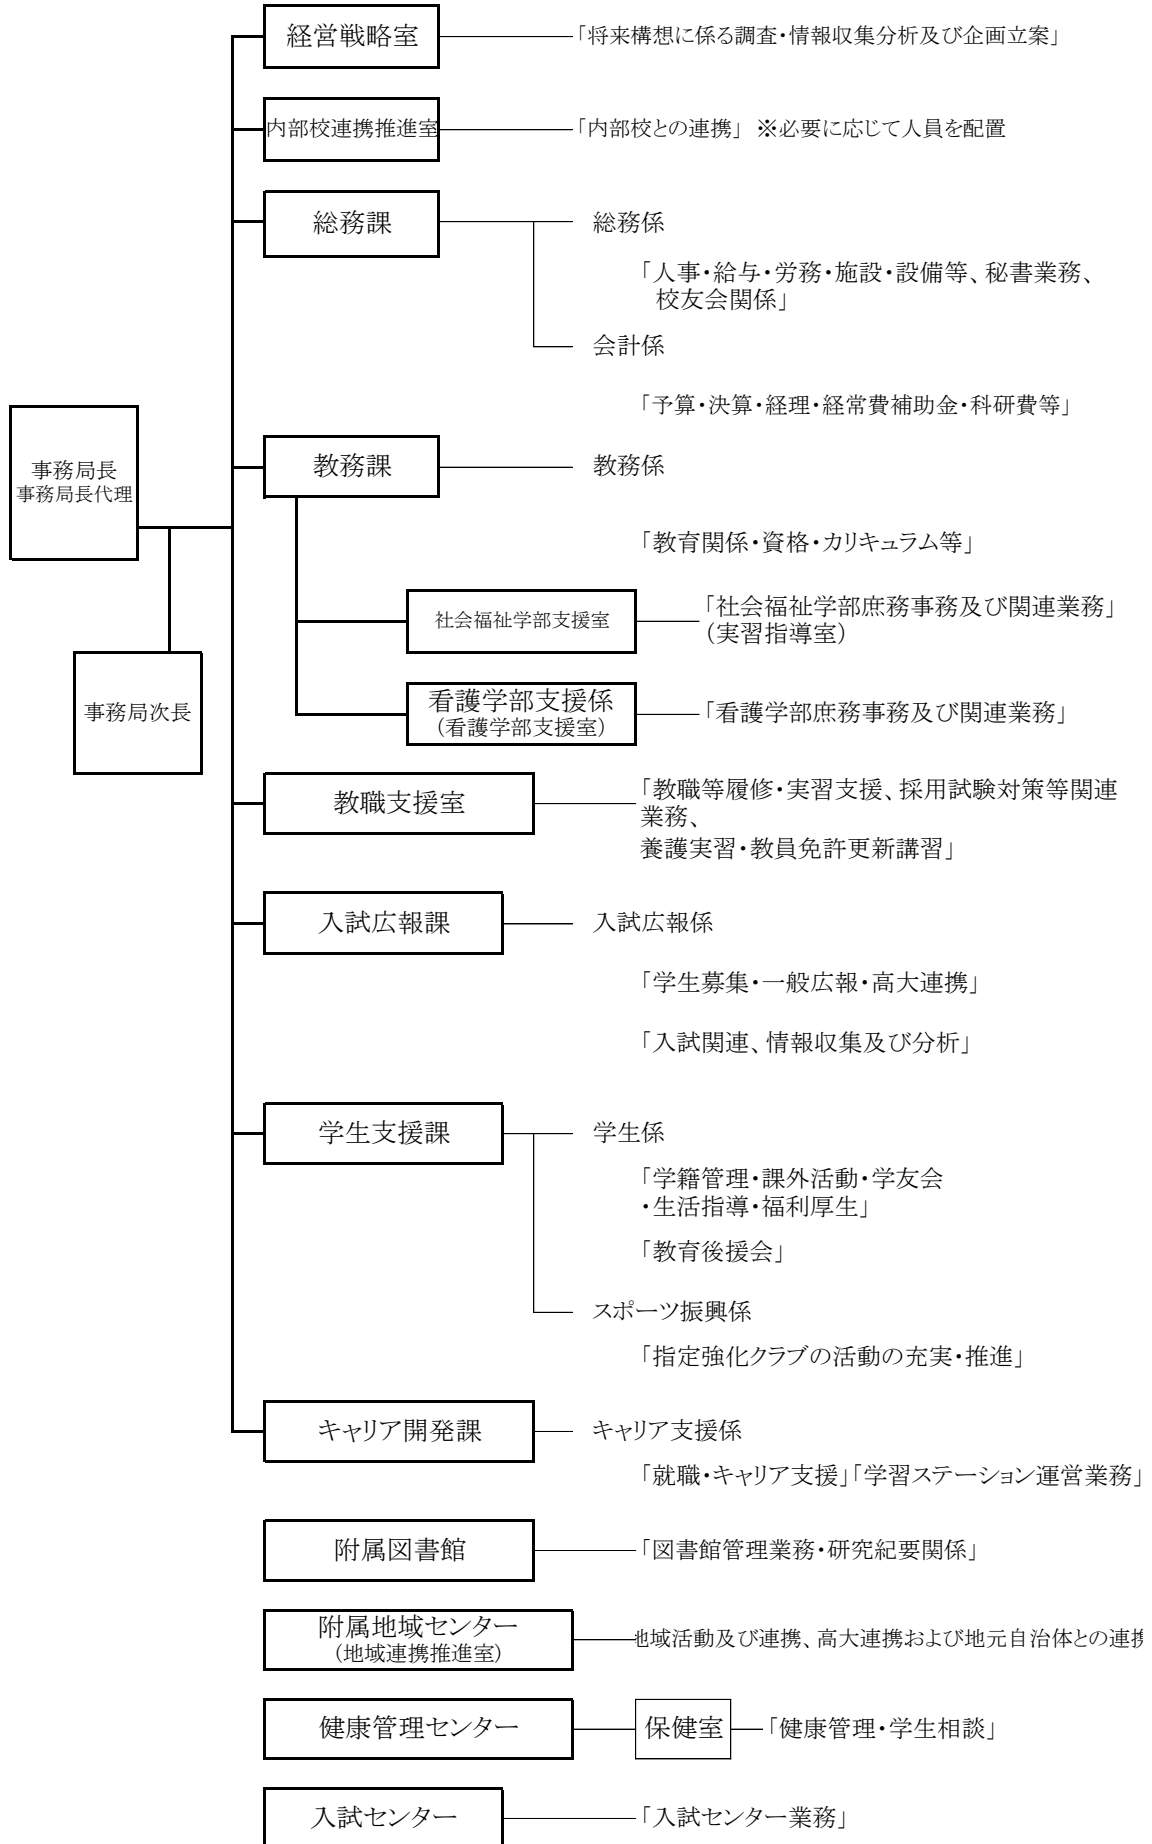 経営戦略室
「将来構想に係る調査・情報収集分析及び企画立案」
内部校連携推進室
「内部校との連携」 ※必要に応じて人員を配置
総務課
総務係
「人事・給与・労務・施設・設備等、秘書業務、
校友会関係」
会計係
「予算・決算・経理・経常費補助金・科研費等」
事務局長
事務局長代理
教務課
教務係
「教育関係・資格・カリキュラム等」
社会福祉学部支援室
「社会福祉学部庶務事務及び関連業務」
（実習指導室）
事務局次長
看護学部支援係
（看護学部支援室）
「看護学部庶務事務及び関連業務」
教職支援室
「教職等履修・実習支援、採用試験対策等関連
業務、
養護実習・教員免許更新講習」
入試広報課
入試広報係
「学生募集・一般広報・高大連携」
「入試関連、情報収集及び分析」
学生支援課
学生係
「学籍管理・課外活動・学友会
・生活指導・福利厚生」
「教育後援会」
スポーツ振興係
「指定強化クラブの活動の充実・推進」
キャリア開発課
キャリア支援係
「就職・キャリア支援」「学習ステーション運営業務」
附属図書館
「図書館管理業務・研究紀要関係」
附属地域センター
（地域連携推進室）
地域活動及び連携、高大連携および地元自治体との連携
健康管理センター
保健室
「健康管理・学生相談」
入試センター
「入試センター業務」